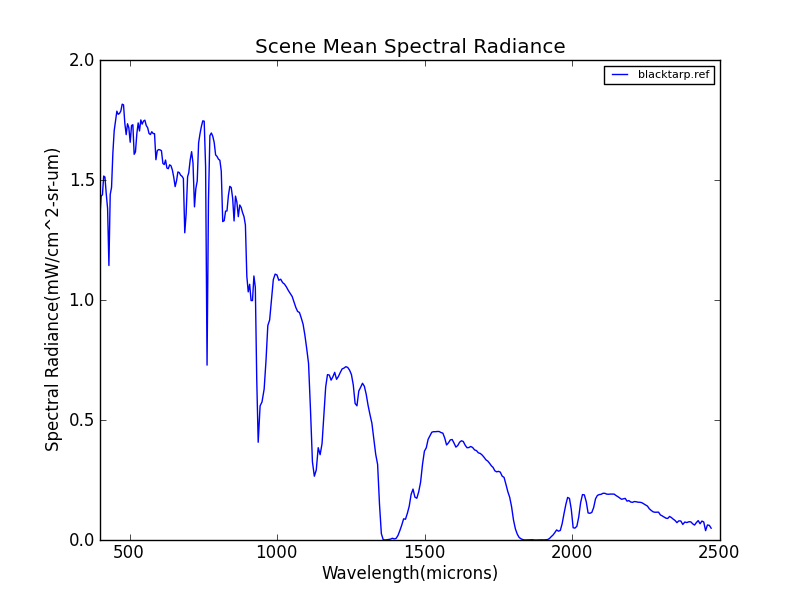 Scene Mean Spectral Radiance
blacktarp.ref
Spectral Radiance(mW/cm^2-sr-um)
2.0
1.5
1.0
0.5
0.0
500
1000
1500
2000
2500
Wavelength(microns)